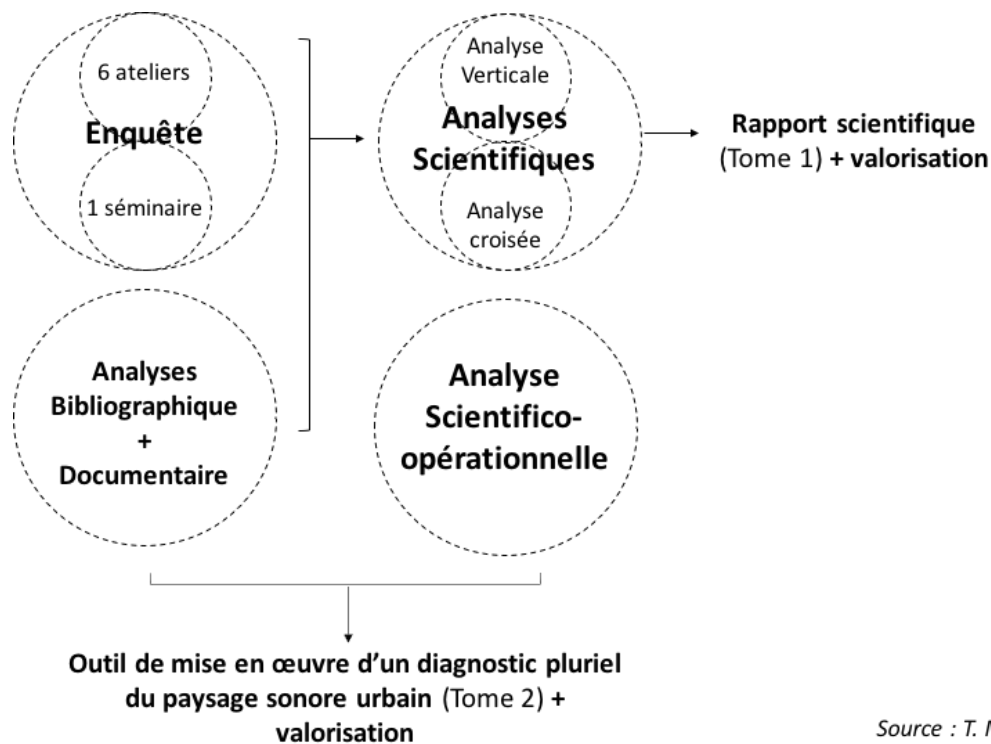 6 ateliers
Enquête
1 séminaire
Analyse
Verticale
Analyses
Scientifiques
Analyse
croisée
Rapport scientifique
(Tome 1) + valorisation
Analyses
Bibliographique
+
Documentaire
Analyse
Scientifico-
opérationnelle
Outil de mise en œuvre d'un diagnostic pluriel
du paysage sonore urbain (Tome 2) +
valorisation
Source : T.